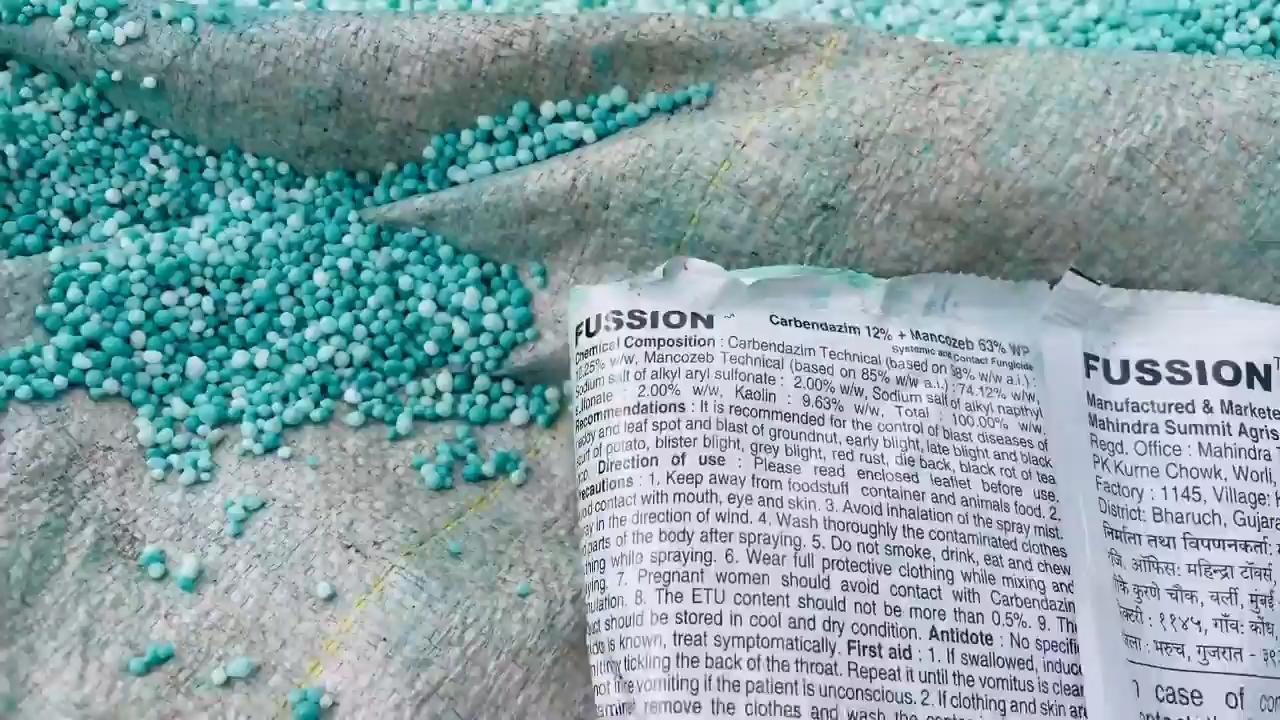 FUSSION
Carbendazim 12% + Mancozeb 63% WP
Systemic and Contact Fungicide
Chemical Composition : Carbendazim Technical (based on 98% w/w a.i.) :
w/w, Mancozeb Technical (based on 85% w/w a.i.) : 74.12% w/w,
Sodium salt of alkyl aryl sulfonate : 2.00% w/w, Sodium salt of alkyl napthyl
2.00% w/w, Kaolin : 9.63% w/w, Total : 100.00% w/w.
Recommendations : It is recommended for the control of blast diseases of
and leaf spot and blast of groundnut, early blight, late blight and black
of potato, blister blight, grey blight, red rust, die back, black rot of tea
Direction of use : Please read enclosed leaflet before use.
1. Keep away from foodstuff container and animals food. 2.
contact with mouth, eye and skin. 3. Avoid inhalation of the spray mist.
in the direction of wind. 4. Wash thoroughly the contaminated clothes
parts of the body after spraying. 5. Do not smoke, drink, eat and chew
while spraying. 6. Wear full protective clothing while mixing and
7. Pregnant women should avoid contact with Carbendazin
8. The ETU content should not be more than 0.5%. 9. The
should be stored in cool and dry condition. Antidote : No specific
is known, treat symptomatically. First aid : 1. If swallowed, induce
tickling the back of the throat. Repeat it until the vomitus is clear
not vomiting if the patient is unconscious. 2. If clothing and skin are
remove the clothes and wash the
FUSSION
Manufactured & Markete
Mahindra Summit Agris
Regd. Office : Mahindra
PK Kurne Chowk, Worli,
Factory : 1145, Village:
District: Bharuch, Gujara
निर्माता तथा विपणनकर्ता:
ऑफिस: महिन्द्रा टॉवर्स,
कुरणे चौक, वर्ली, मुंबई
११४५, गाँव:
भरुच, गुजरात -
case of